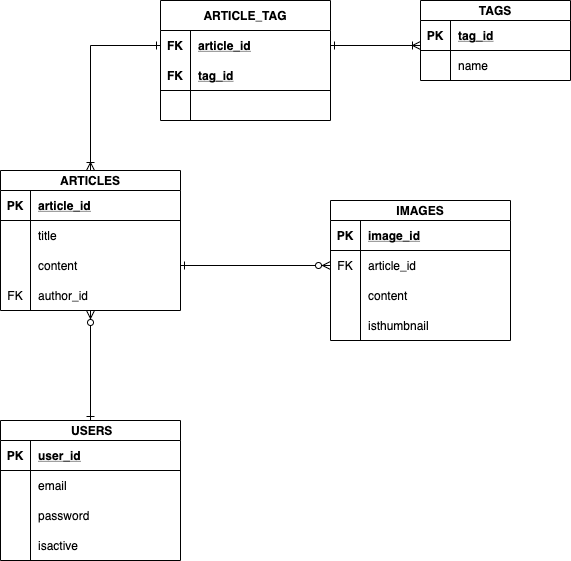 ARTICLE_TAG
FK article_id
FK tag_id
TAGS
PK tag_id
name
ARTICLES
PK article_id
title
content
FK author_id
IMAGES
PK image_id
FK article_id
content
isthumbnail
USERS
PK user_id
email
password
isactive